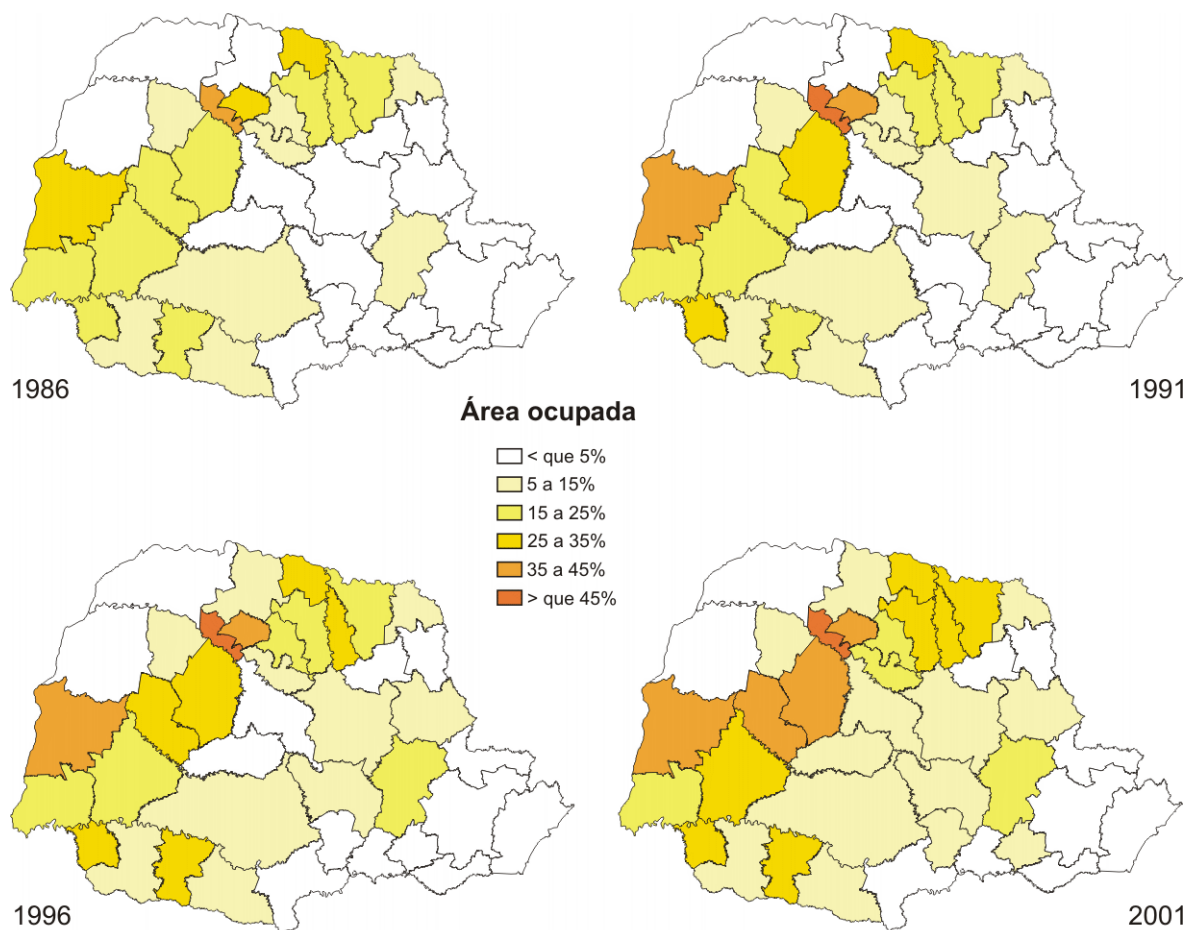 1986
1991
Área ocupada
< que 5%
5 a 15%
15 a 25%
25 a 35%
35 a 45%
> que 45%
1996
2001